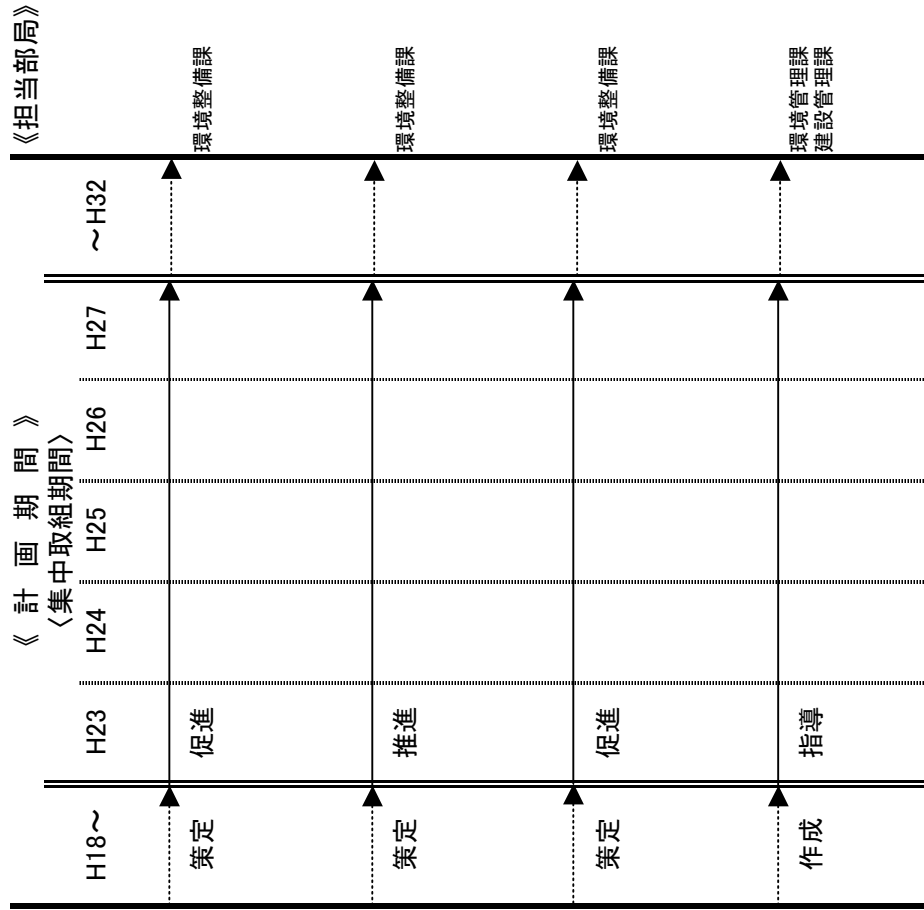 《 計 画 期 間 》
《担当部局》
〈集中取組期間〉
H18～
H23
H24
H25
H26
H27
～H32
策定
促進
環境整備課
策定
推進
環境整備課
策定
促進
環境整備課
作成
指導
環境管理課
建設管理課